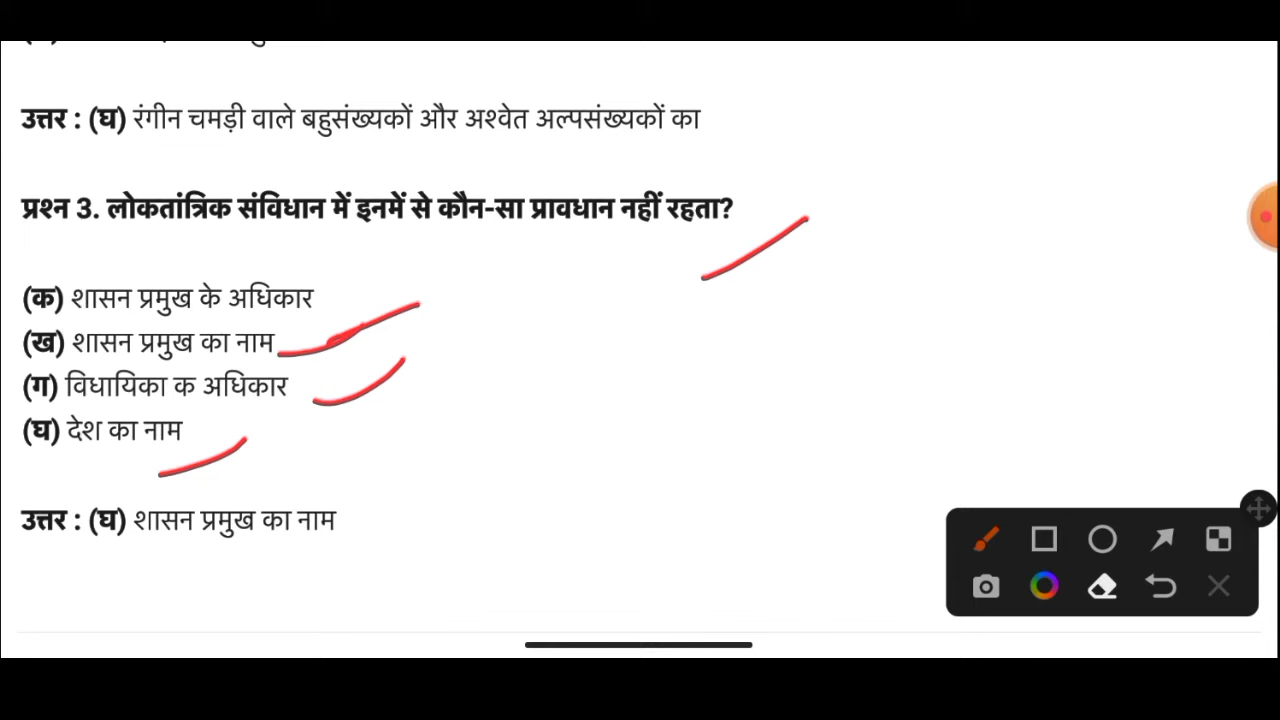 उत्तर : (घ) रंगीन चमड़ी वाले बहुसंख्यकों और अश्वेत अल्पसंख्यकों का
प्रश्न 3. लोकतांत्रिक संविधान में इनमें से कौन-सा प्रावधान नहीं रहता?
(क) शासन प्रमुख के अधिकार
(ख) शासन प्रमुख का नाम
(ग) विधायिका क अधिकार
(घ) देश का नाम
उत्तर : (घ) शासन प्रमुख का नाम